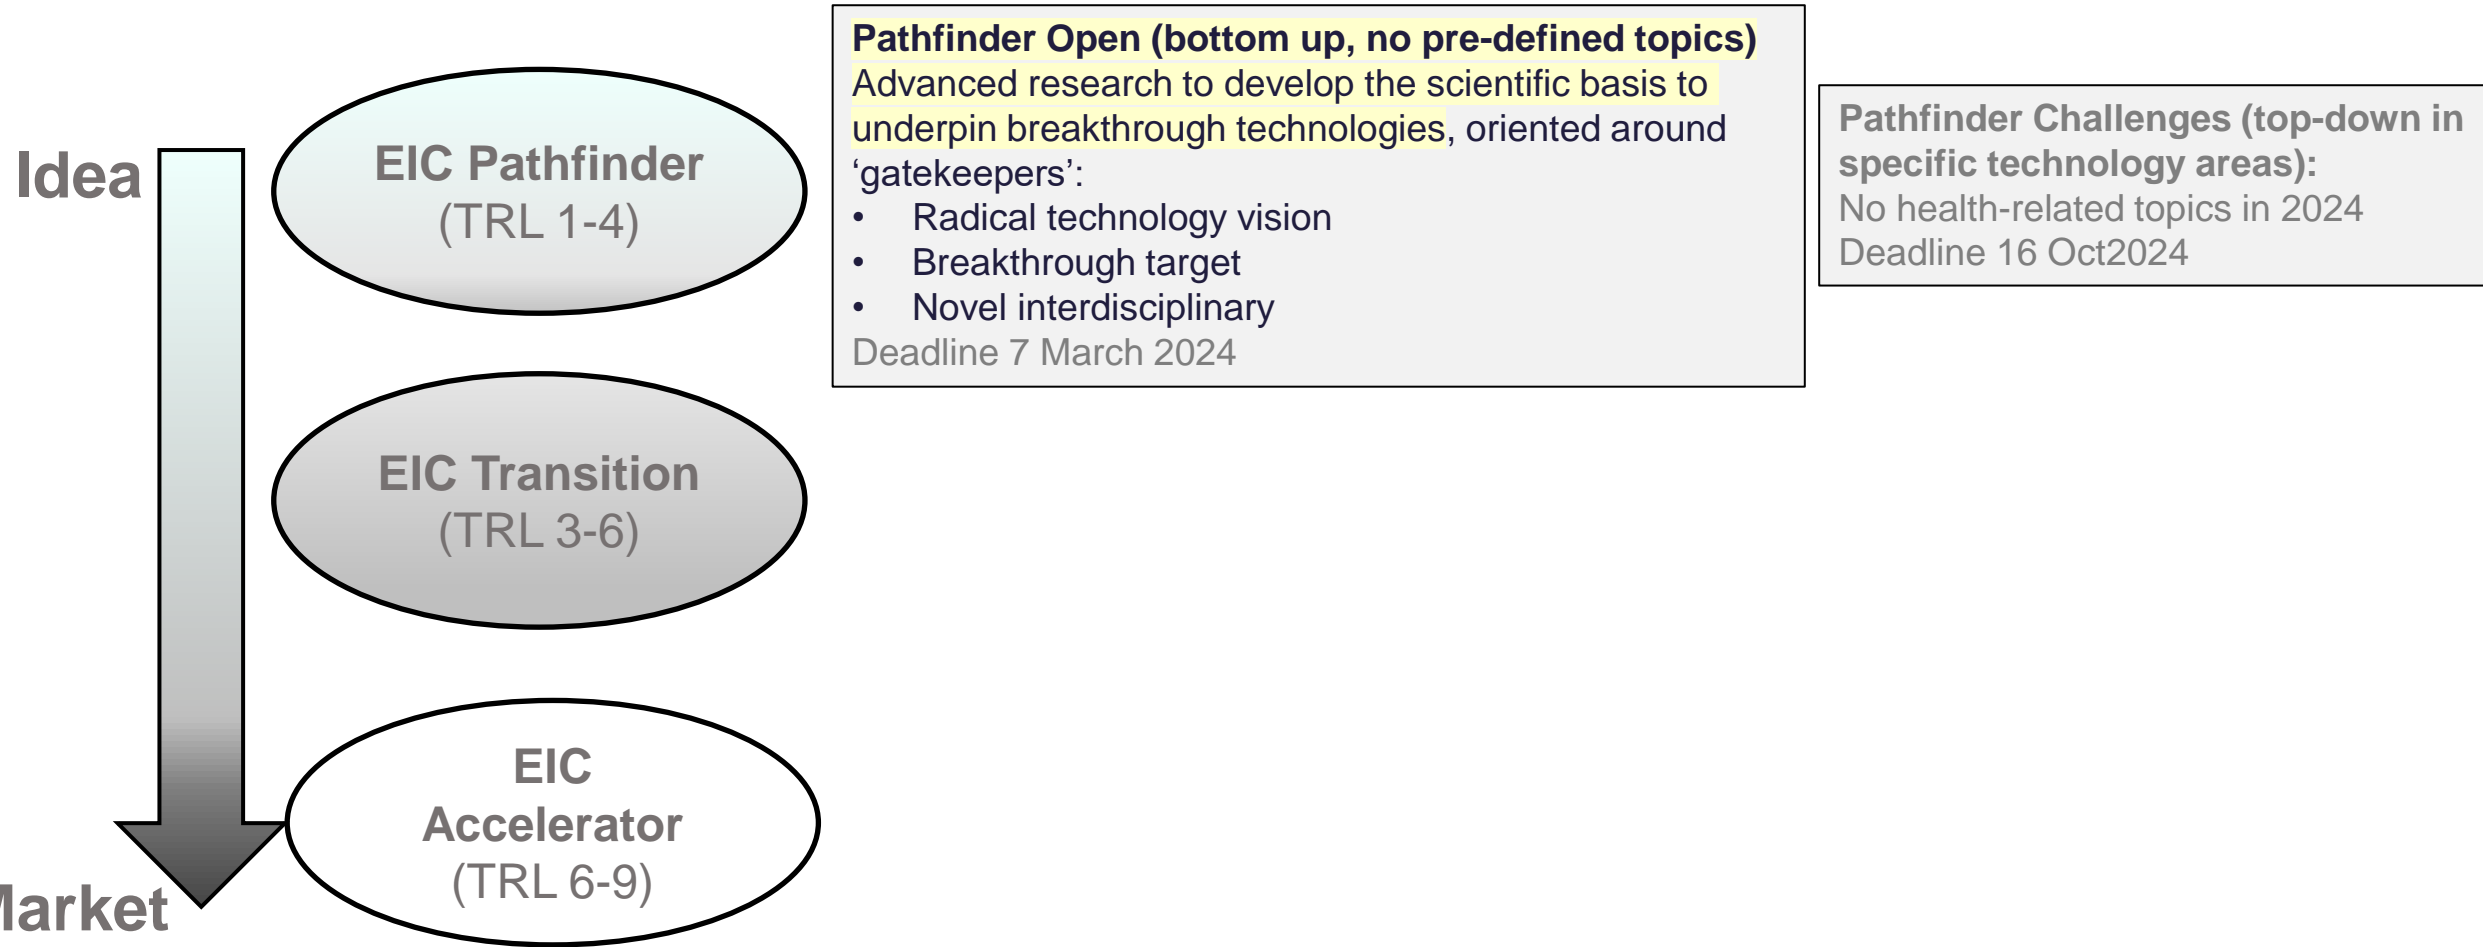 Idea
EIC Pathfinder
(TRL 1-4)
Pathfinder Open (bottom up, no pre-defined topics)
Advanced research to develop the scientific basis to
underpin breakthrough technologies, oriented around
‘gatekeepers’:
• Radical technology vision
• Breakthrough target
• Novel interdisciplinary
Deadline 7 March 2024
Pathfinder Challenges (top-down in
specific technology areas):
No health-related topics in 2024
Deadline 16 Oct2024
EIC Transition
(TRL 3-6)
EIC
Accelerator
(TRL 6-9)
Market